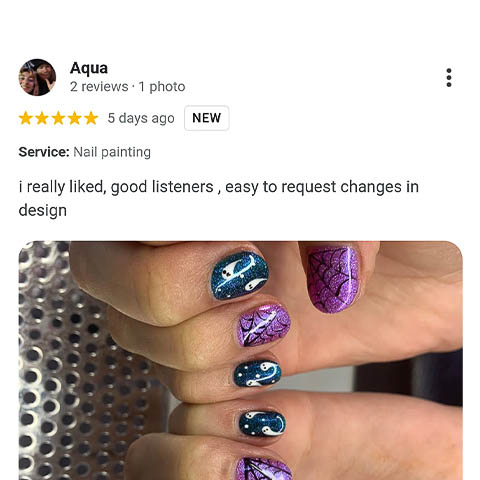 Aqua
2 reviews · 1 photo
5 days ago NEW
Service: Nail painting
i really liked, good listeners , easy to request changes in
design